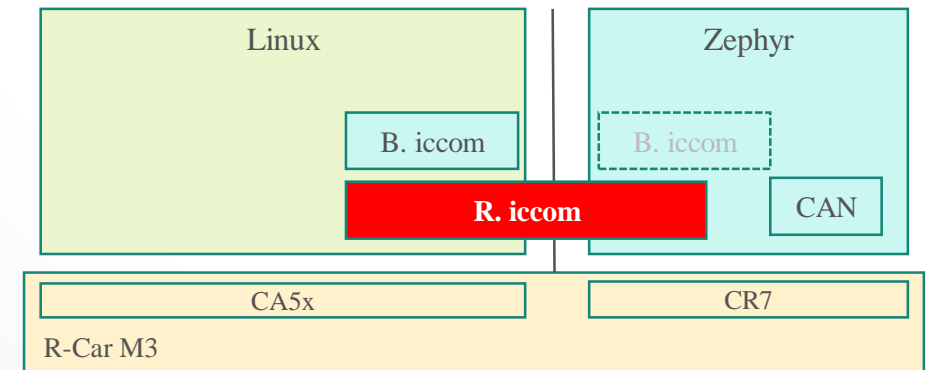 Linux
Zephyr
B. iccom
B. iccom
R. iccom
CAN
CA5x
CR7
R-Car M3